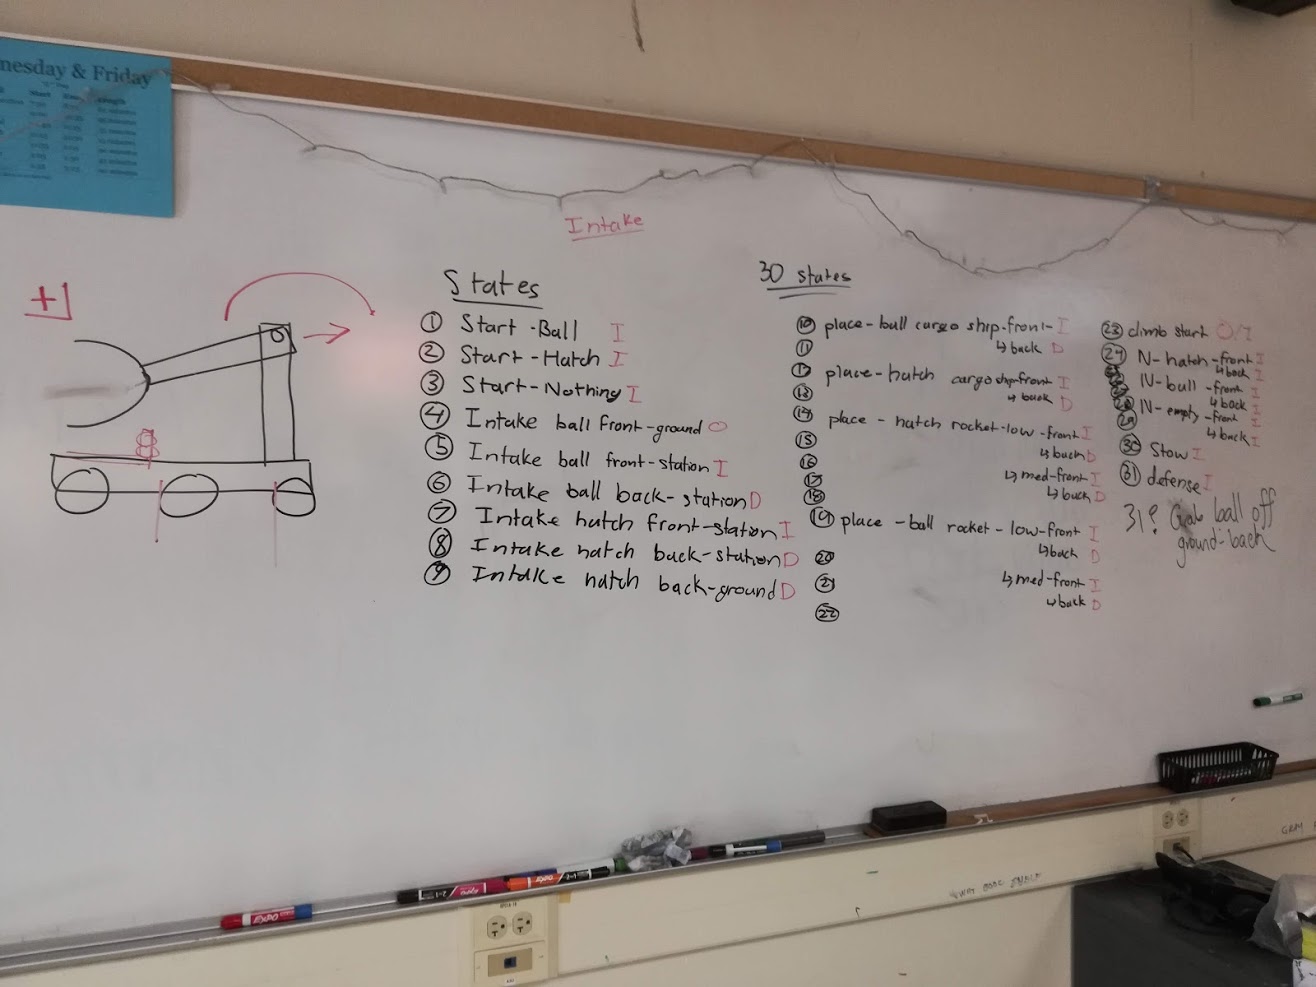 nesday & Friday
Intake
+1
States
① Start-Ball I
② Start-Hatch I
③ Start-Nothing I
④ Intake ball front-ground O
⑤ Intake ball front-station I
⑥ Intake ball back-station D
⑦ Intake hatch front-station I
⑧ Intake hatch back-station D
⑨ Intake hatch back-ground D
30 states
⑩ place-ball cargo ship-front- I
⑪ ↳ back D
⑫ place-hatch cargo ship-front I
⑬ ↳ back D
⑭ place-hatch rocket-low-front I
⑮ ↳ back D
⑯
⑰ ↳ med-front I
⑱ ↳ back D
⑲ place-ball rocket-low-front I
⑳ ↳ back D
㉑ ↳ med-front I
㉒ ↳ back D
㉓ climb start
㉔ N-hatch-front I
↳ back I
N-ball-front I
↳ back I
N-empty-front I
㉙ ↳ back I
㉚ Stow I
㉛ defense I
31? Grab ball off
ground-back
EXPO
EXPO
EXPO